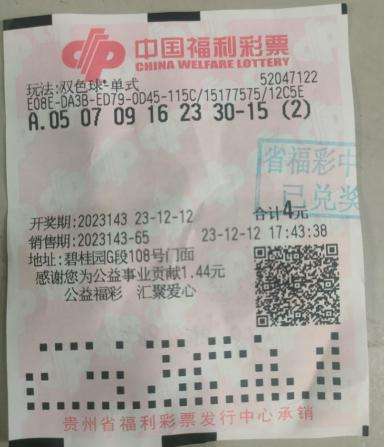 中国福利彩票
CHINA WELFARE LOTTERY
玩法:双色球·单式 52047122
E08E-DA3B-ED79-0D45-115C/15177575/12C5E
A.05 07 09 16 23 30-15 (2)
省福彩中
已兑奖
开奖期:2023143 23-12-12 合计4元
销售期:2023143-65 23-12-12 17:43:38
地址:碧桂园G段108号门面
感谢您为公益事业贡献1.44元
公益福彩 汇聚爱心
贵州省福利彩票发行中心承销